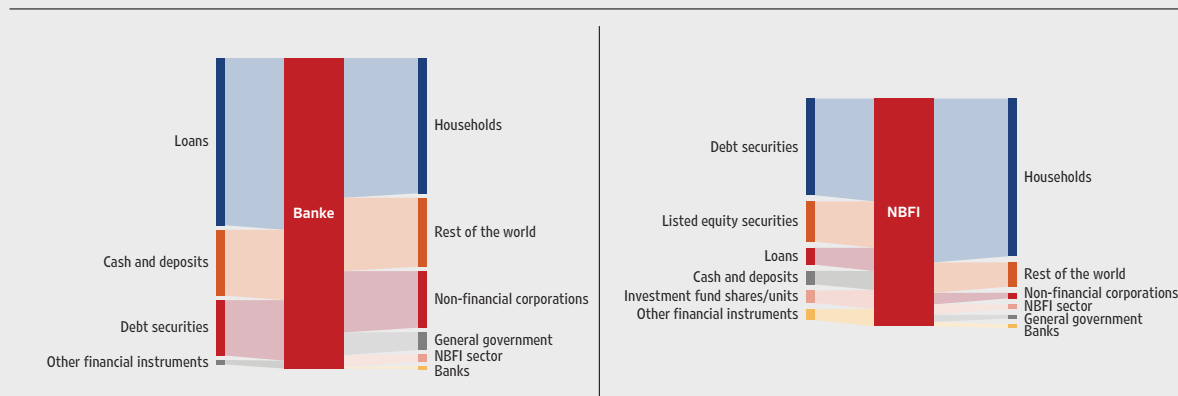 Loans
Cash and deposits
Debt securities
Other financial instruments
Banke
Households
Rest of the world
Non-financial corporations
General government
NBFI sector
Banks
Debt securities
Listed equity securities
Loans
Cash and deposits
Investment fund shares/units
Other financial instruments
NBFI
Households
Rest of the world
Non-financial corporations
NBFI sector
General government
Banks